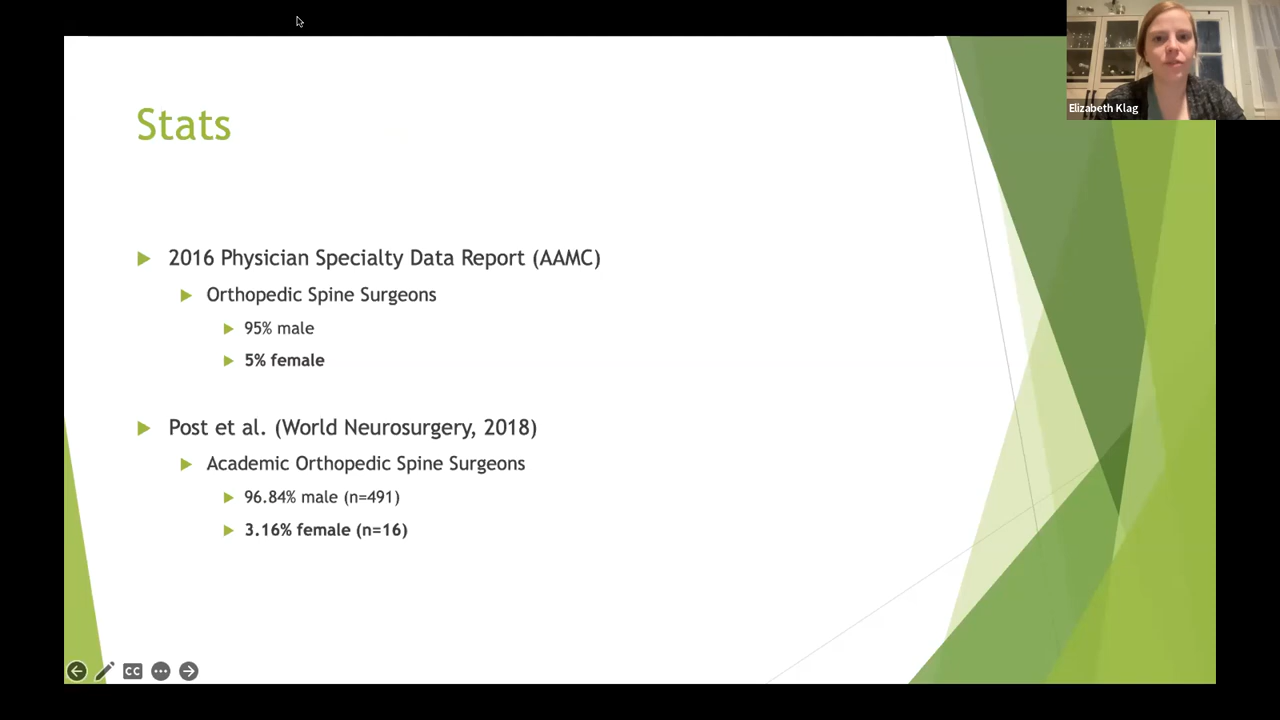 Elizabeth Klag
Stats
2016 Physician Specialty Data Report (AAMC)
Orthopedic Spine Surgeons
95% male
5% female
Post et al. (World Neurosurgery, 2018)
Academic Orthopedic Spine Surgeons
96.84% male (n=491)
3.16% female (n=16)
CC